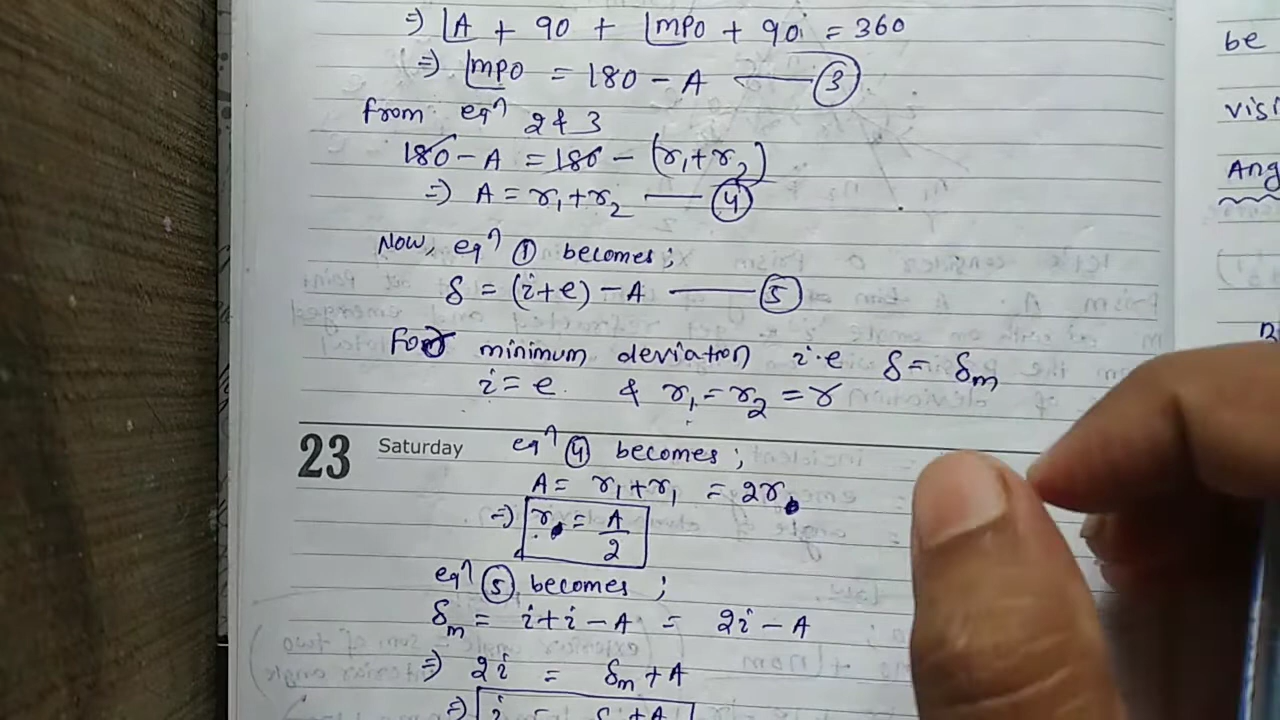 =) ∠A + 90 + ∠MPO + 90 = 360
=) ∠MPO = 180 - A —— ③
from eqⁿ 2 & 3
180 - A = 180 - (r₁+r₂)
=) A = r₁+r₂ —— ④
Now, eqⁿ ① becomes;
δ = (i+e) - A —— ⑤
For minimum deviation i.e δ = δm
i = e & r₁ = r₂ = r
23 Saturday eqⁿ ④ becomes;
A = r₁+r₁ = 2r
=) r = A/2
eqⁿ ⑤ becomes;
δm = i+i-A = 2i-A
=) 2i = δm+A
be
visi
Ang